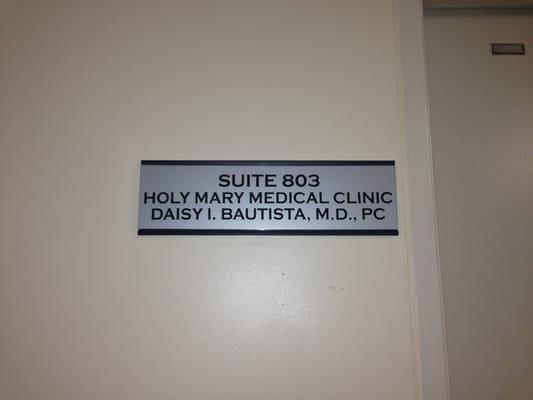 SUITE 803
HOLY MARY MEDICAL CLINIC
DAISY I. BAUTISTA, M.D., PC